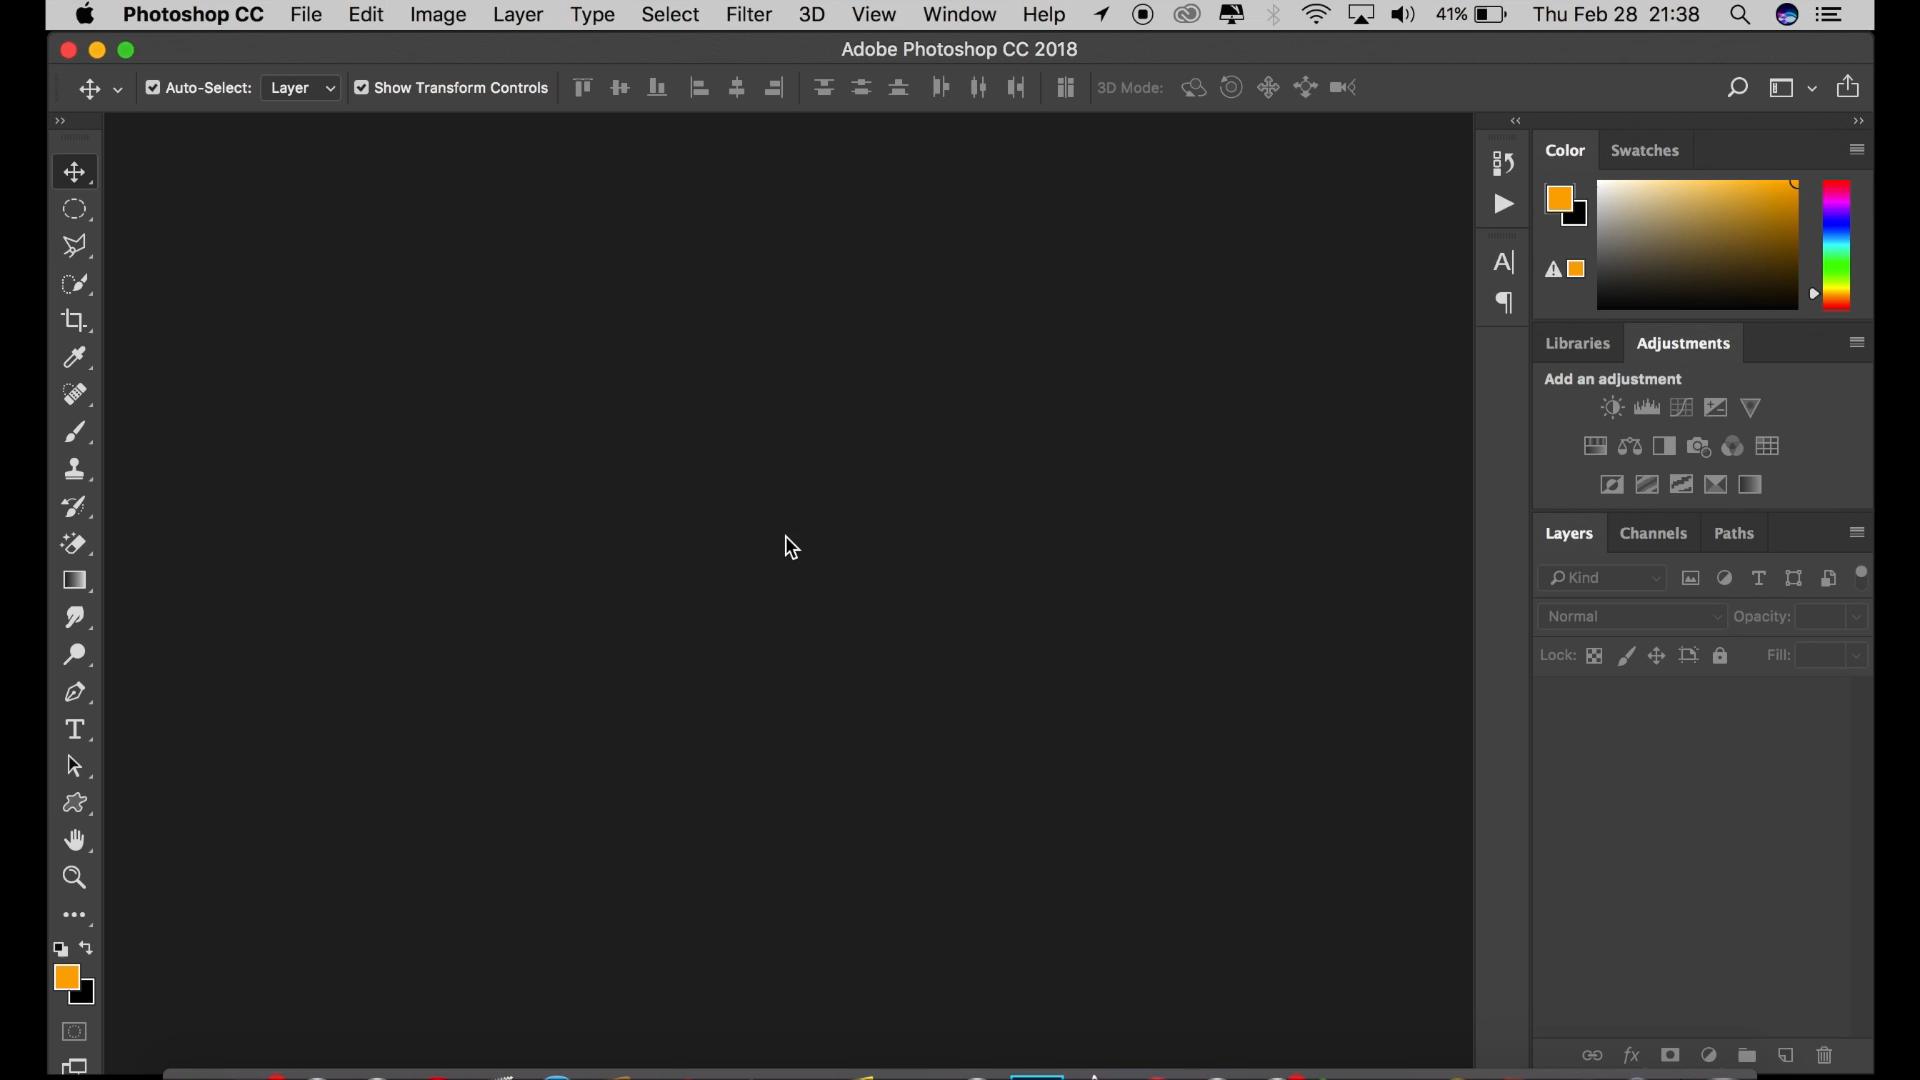 Photoshop CC File Edit Image Layer Type Select Filter 3D View Window Help 41% Thu Feb 28 21:38
Adobe Photoshop CC 2018
Auto-Select: Layer Show Transform Controls 3D Mode:
Color Swatches
Libraries Adjustments
Add an adjustment
Layers Channels Paths
Kind
Normal Opacity:
Lock: Fill: